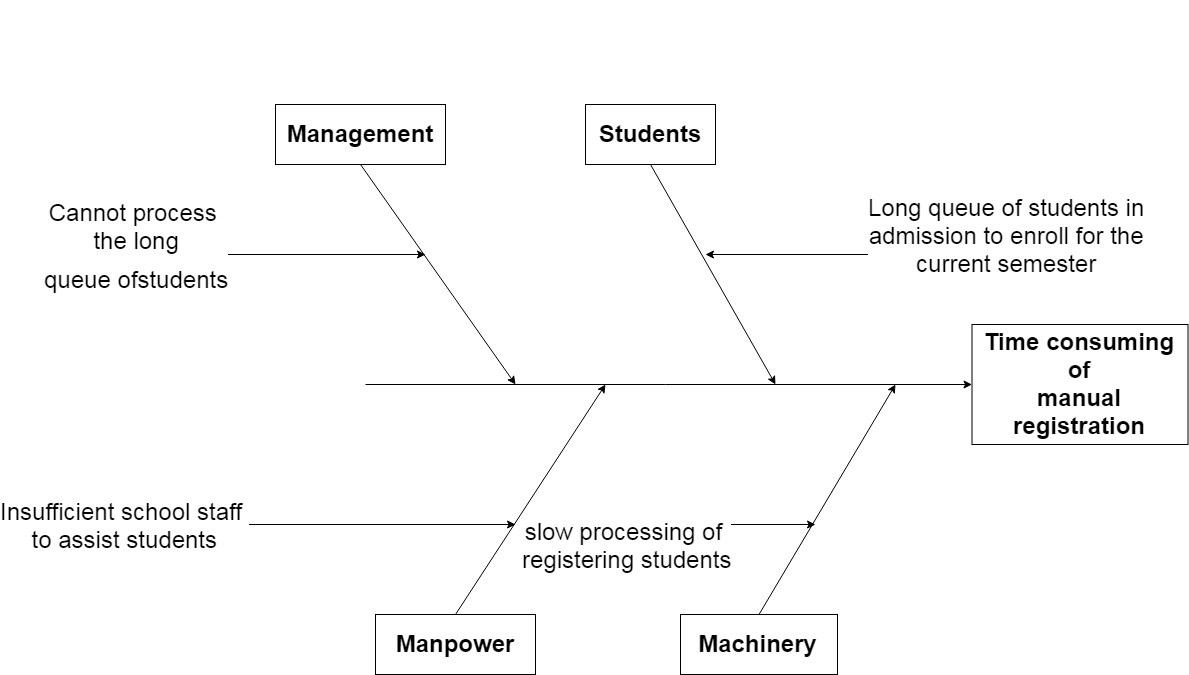 Management
Students
Cannot process
the long
queue ofstudents
Long queue of students in
admission to enroll for the
current semester
Time consuming
of
manual
registration
Insufficient school staff
to assist students
slow processing of
registering students
Manpower
Machinery